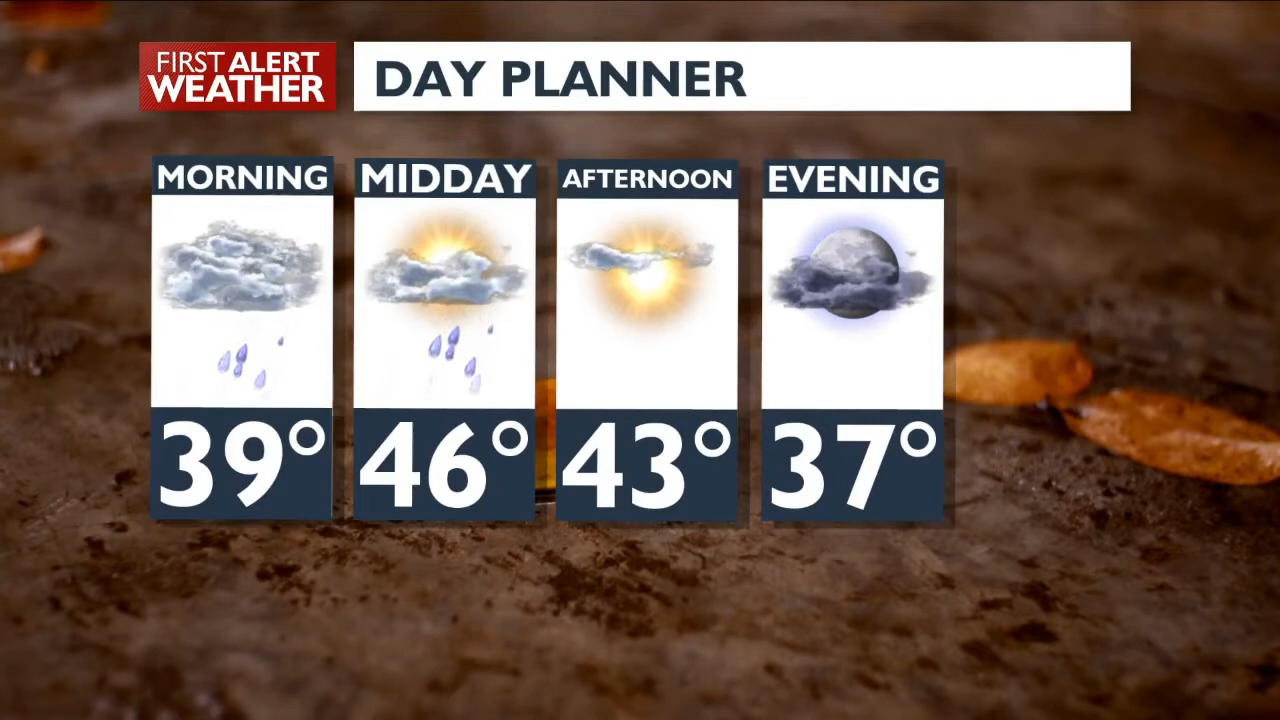 FIRST ALERT
WEATHER
DAY PLANNER
MORNING
39°
MIDDAY
46°
AFTERNOON
43°
EVENING
37°